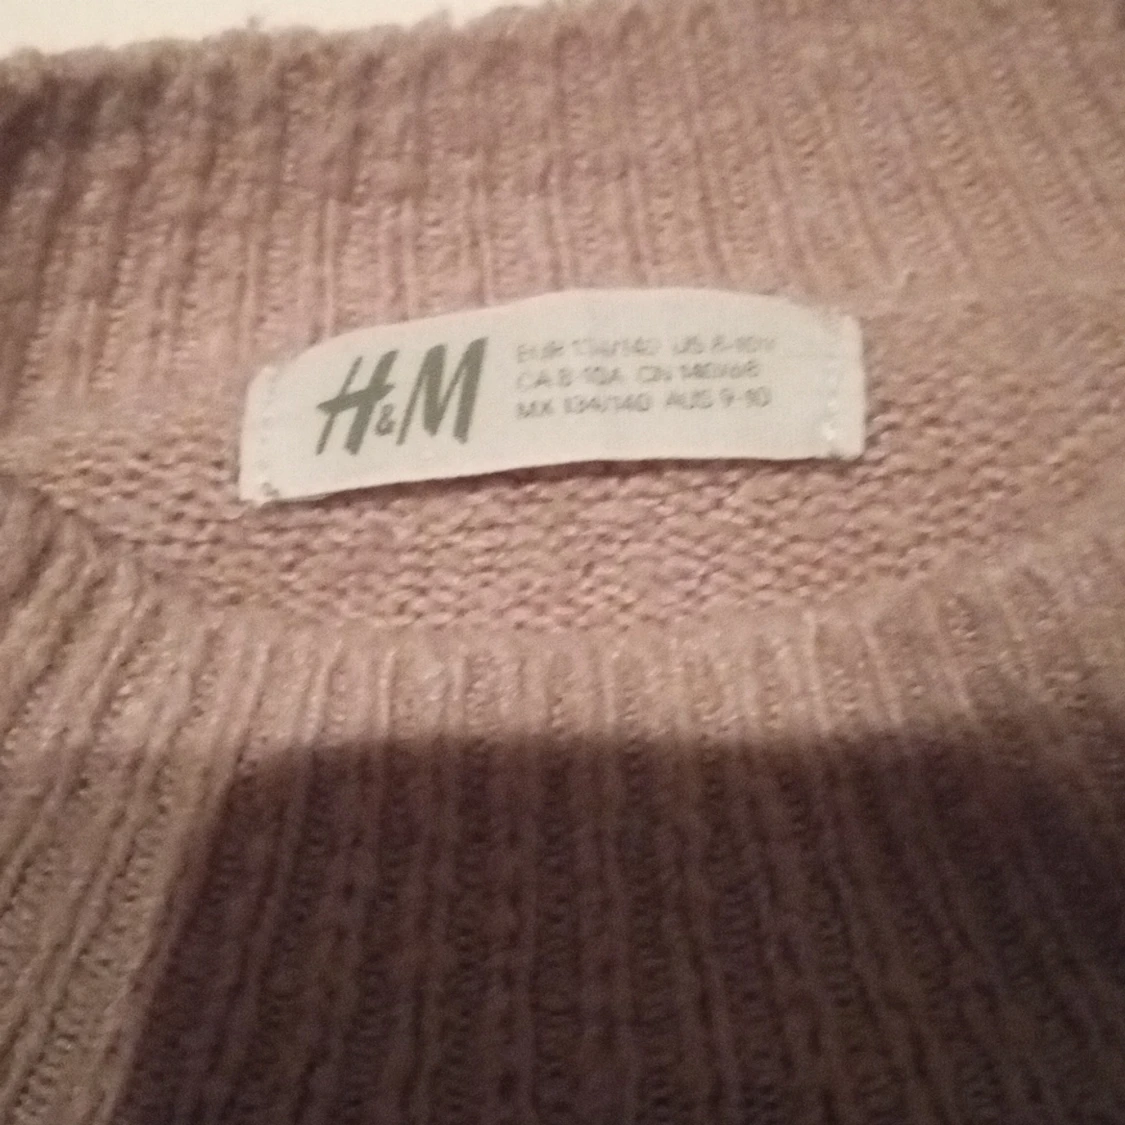 H&M
EUR 134/140 US 8-10Y
CA 8-10A CN 140/68
MX 134/140 AUS 9-10